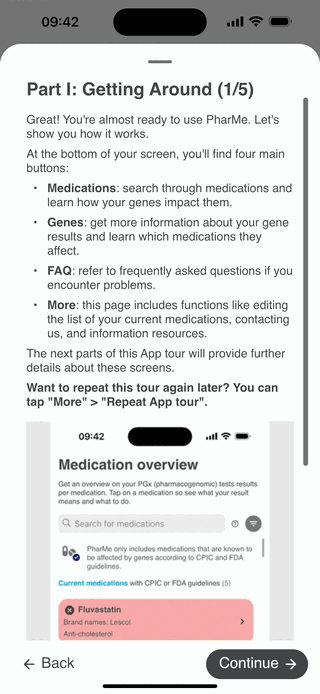 09:42
Part I: Getting Around (1/5)
Great! You're almost ready to use PharMe. Let's
show you how it works.
At the bottom of your screen, you'll find four main
buttons:
• Medications: search through medications and
learn how your genes impact them.
• Genes: get more information about your gene
results and learn which medications they
affect.
• FAQ: refer to frequently asked questions if you
encounter problems.
• More: this page includes functions like editing
the list of your current medications, contacting
us, and information resources.
The next parts of this App tour will provide further
details about these screens.
Want to repeat this tour again later? You can
tap "More" > "Repeat App tour".
09:42
Medication overview
Get an overview on your PGx (pharmacogenomic) tests results
per medication. Tap on a medication so see what your result
means and what to do.
Search for medications
PharMe only includes medications that are known to
be affected by genes according to CPIC and FDA
guidelines.
Current medications with CPIC or FDA guidelines (5)
Fluvastatin
Brand names: Lescol
Anti-cholesterol
Back
Continue